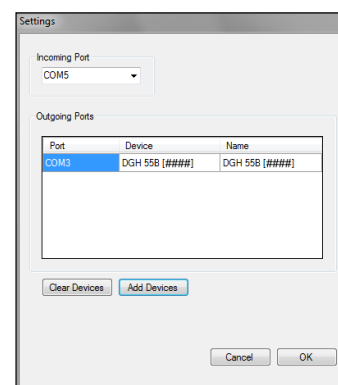 Settings
Incoming Port
COM5
Outgoing Ports
Port Device Name
COM3 DGH 55B [####] DGH 55B [####]
Clear Devices Add Devices
Cancel OK